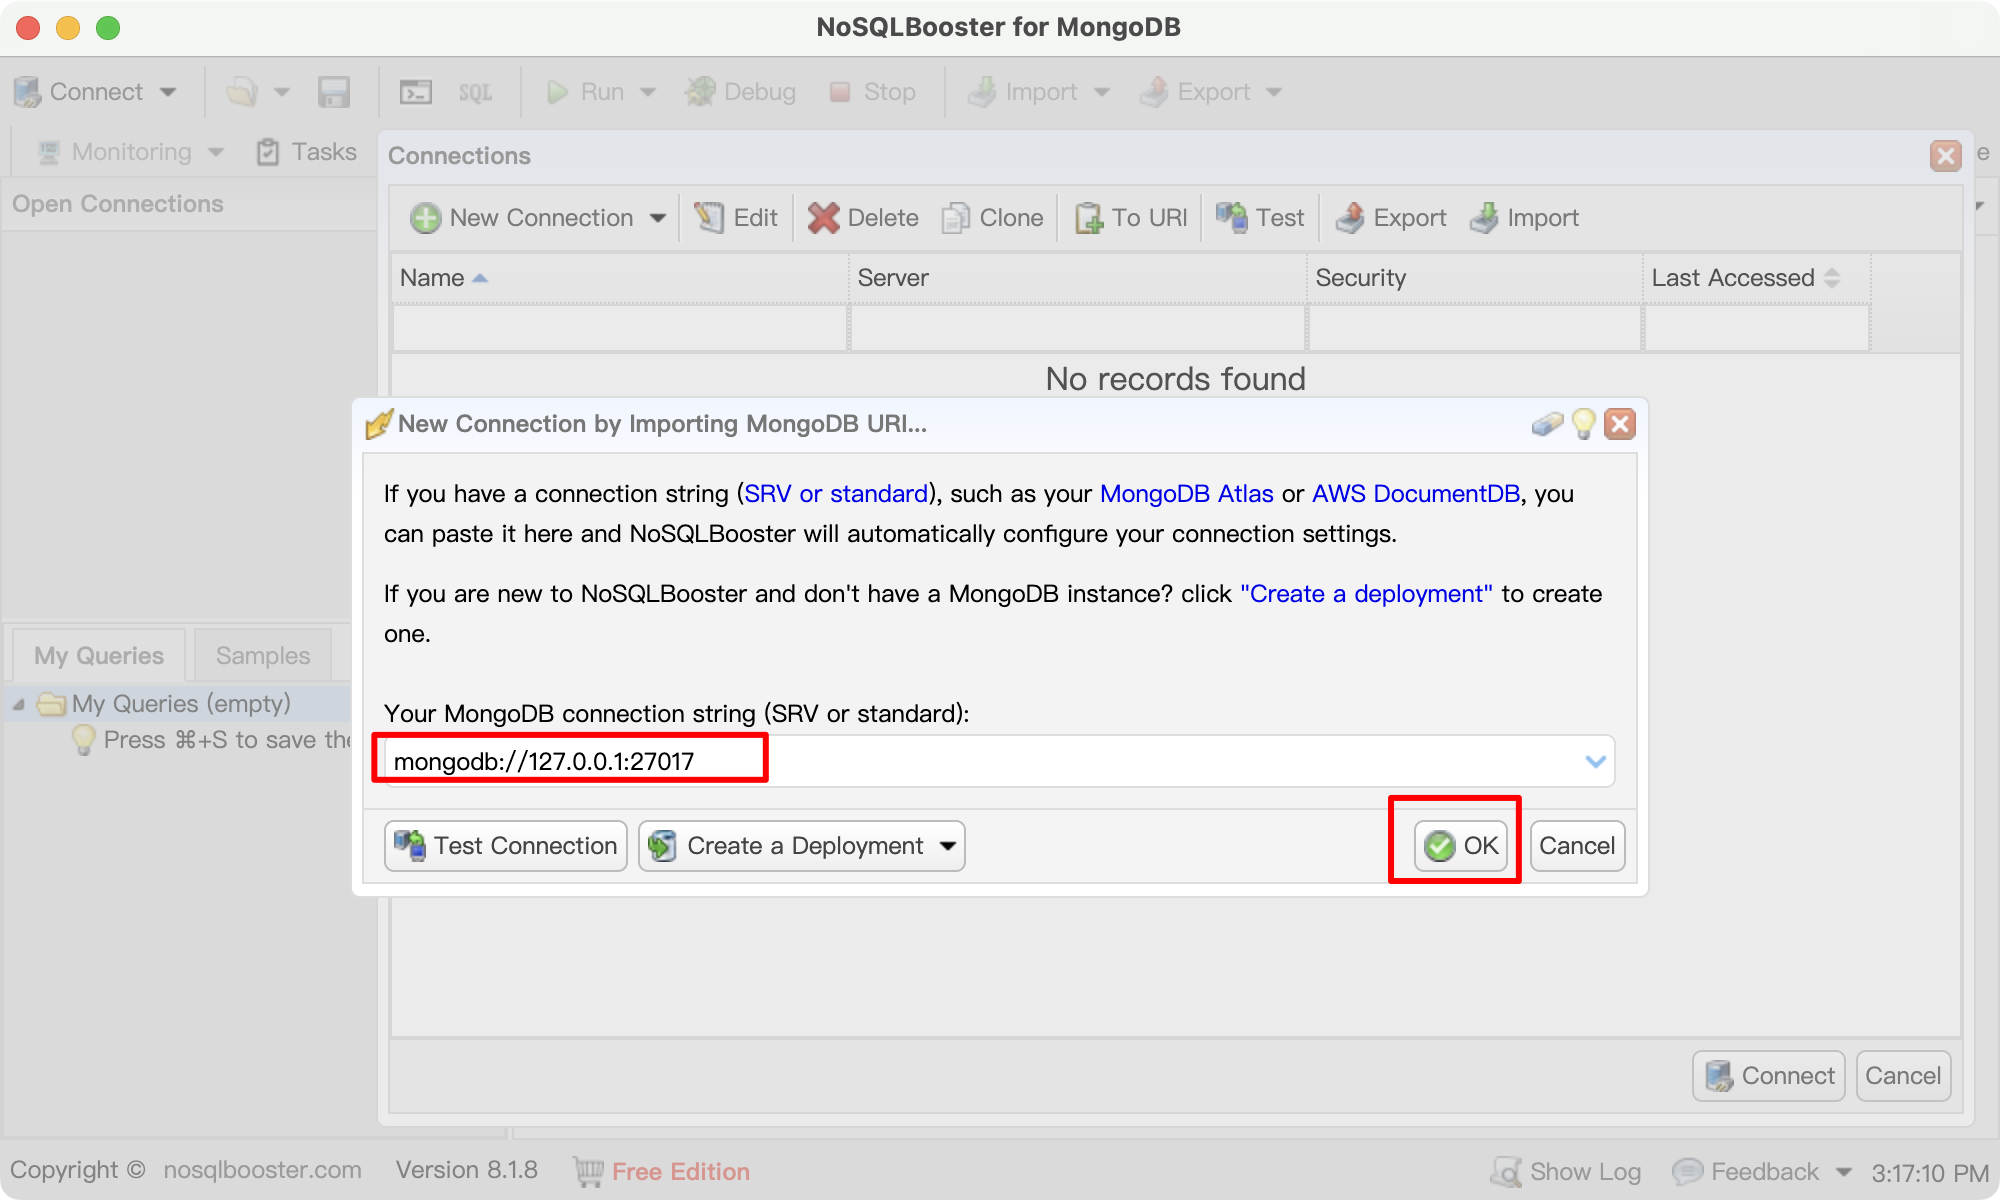 NoSQLBooster for MongoDB
Connect
SQL
Run
Debug
Stop
Import
Export
Monitoring
Tasks
Connections
Open Connections
New Connection
Edit
Delete
Clone
To URI
Test
Export
Import
Name
Server
Security
Last Accessed
No records found
New Connection by Importing MongoDB URI...
If you have a connection string (SRV or standard), such as your MongoDB Atlas or AWS DocumentDB, you
can paste it here and NoSQLBooster will automatically configure your connection settings.
If you are new to NoSQLBooster and don't have a MongoDB instance? click "Create a deployment" to create
one.
My Queries
Samples
My Queries (empty)
Press ⌘+S to save the
Your MongoDB connection string (SRV or standard):
mongodb://127.0.0.1:27017
Test Connection
Create a Deployment
OK
Cancel
Connect
Cancel
Copyright © nosqlbooster.com
Version 8.1.8
Free Edition
Show Log
Feedback
3:17:10 PM